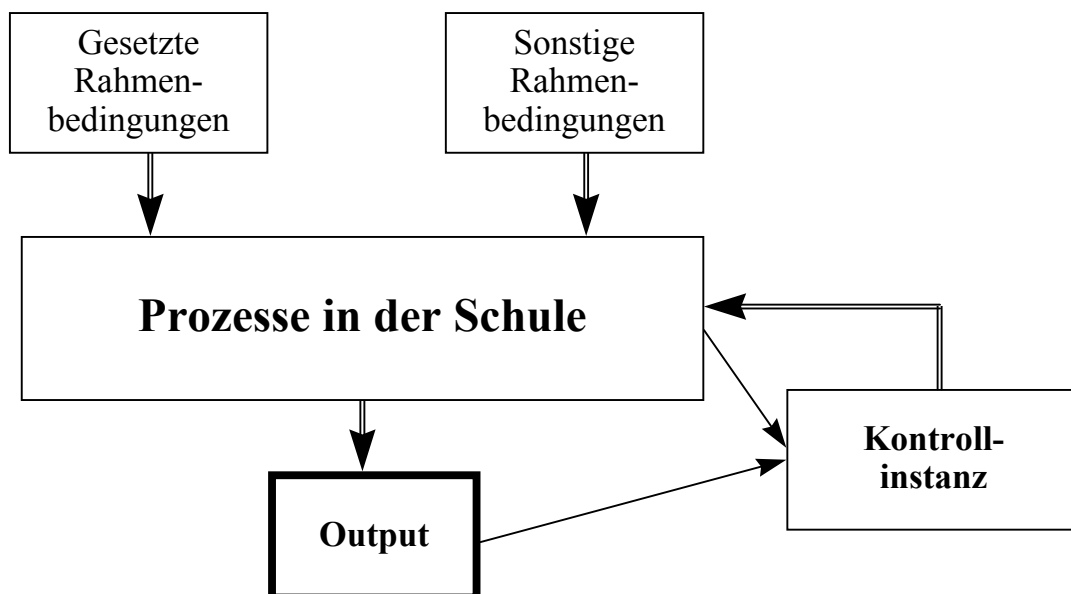 Gesetzte
Rahmen-
bedingungen
Sonstige
Rahmen-
bedingungen
Prozesse in der Schule
Kontroll-
instanz
Output